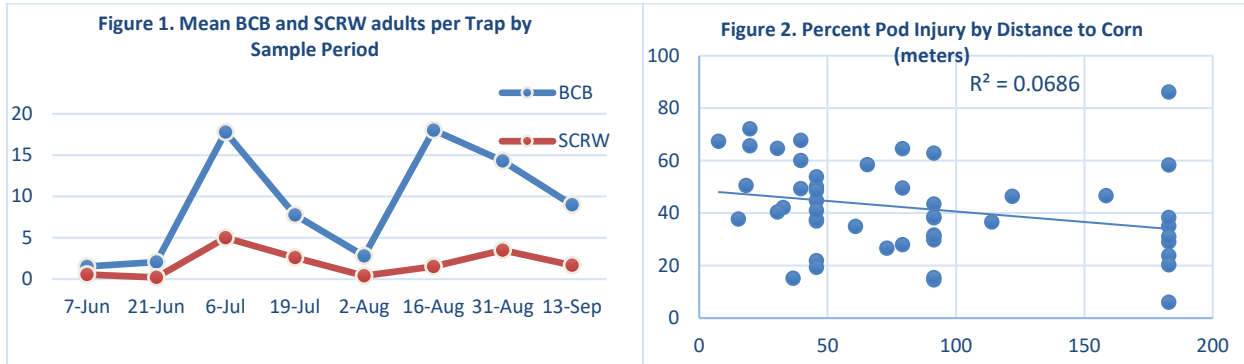 Figure 1. Mean BCB and SCRW adults per Trap by
Sample Period
BCB
SCRW
20
15
10
5
0
7-Jun 21-Jun 6-Jul 19-Jul 2-Aug 16-Aug 31-Aug 13-Sep
Figure 2. Percent Pod Injury by Distance to Corn
(meters)
R² = 0.0686
100
80
60
40
20
0
0 50 100 150 200